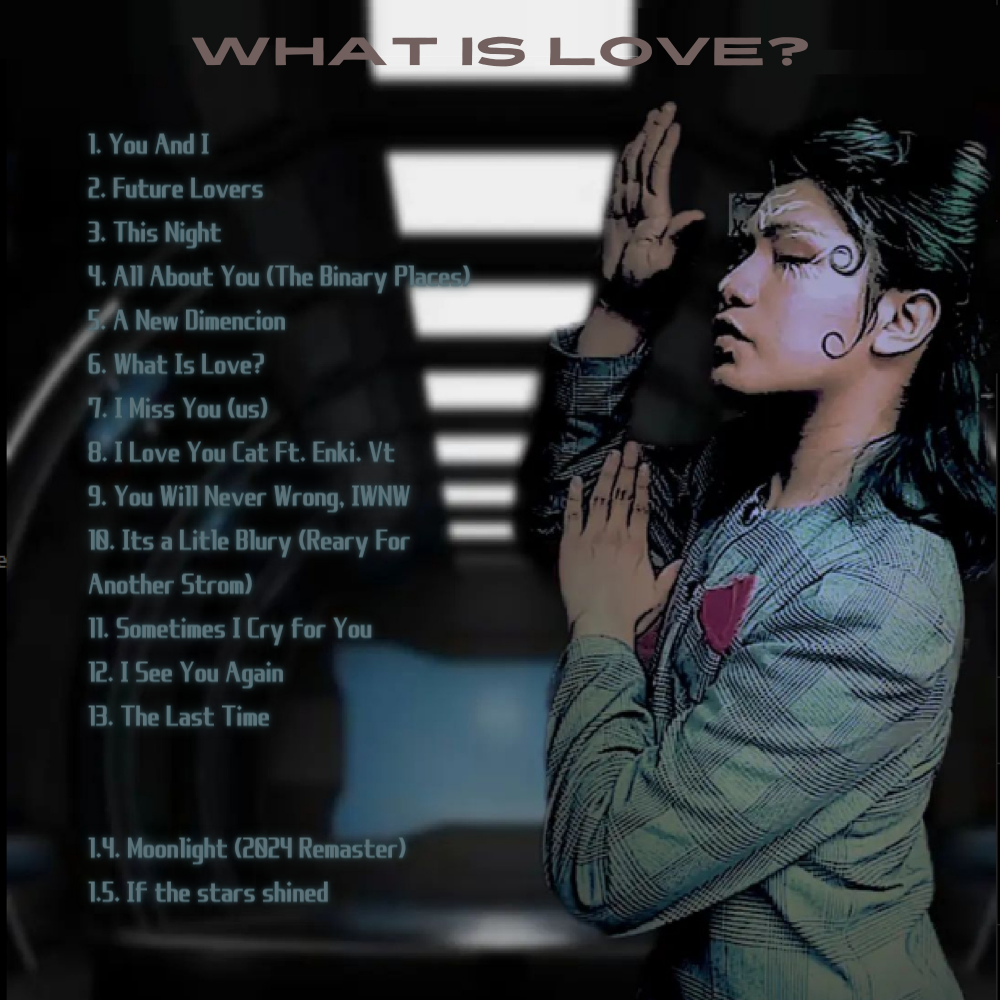 WHAT IS LOVE?
1. You And I
2. Future Lovers
3. This Night
4. All About You (The Binary Places)
5. A New Dimencion
6. What Is Love?
7. I Miss You (us)
8. I Love You Cat Ft. Enki. Vt
9. You Will Never Wrong, IWNW
10. Its a Litle Blury (Reary For
Another Strom)
11. Sometimes I Cry for You
12. I See You Again
13. The Last Time
1.4. Moonlight (2024 Remaster)
1.5. If the stars shined